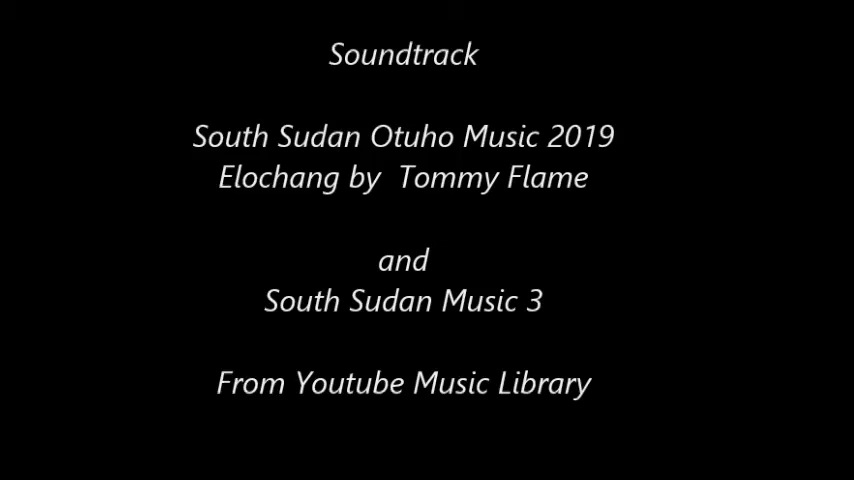 Soundtrack
South Sudan Otuho Music 2019
Elochang by  Tommy Flame
and
South Sudan Music 3
From Youtube Music Library